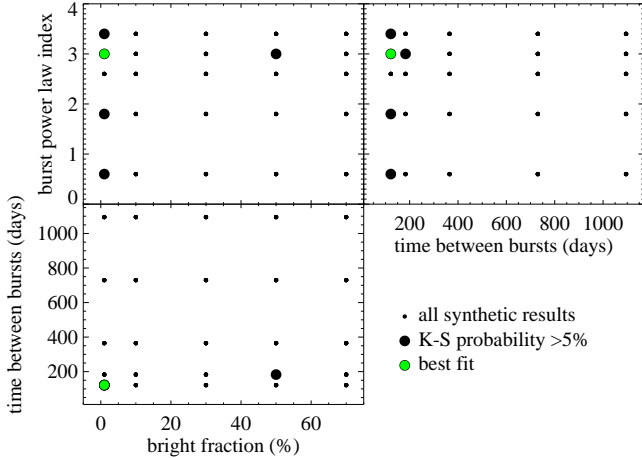 4
3
2
1
0
burst power law index
200 400 600 800 1000
time between bursts (days)
1000
800
600
400
200
time between bursts (days)
0 20 40 60
bright fraction (%)
all synthetic results
K-S probability >5%
best fit